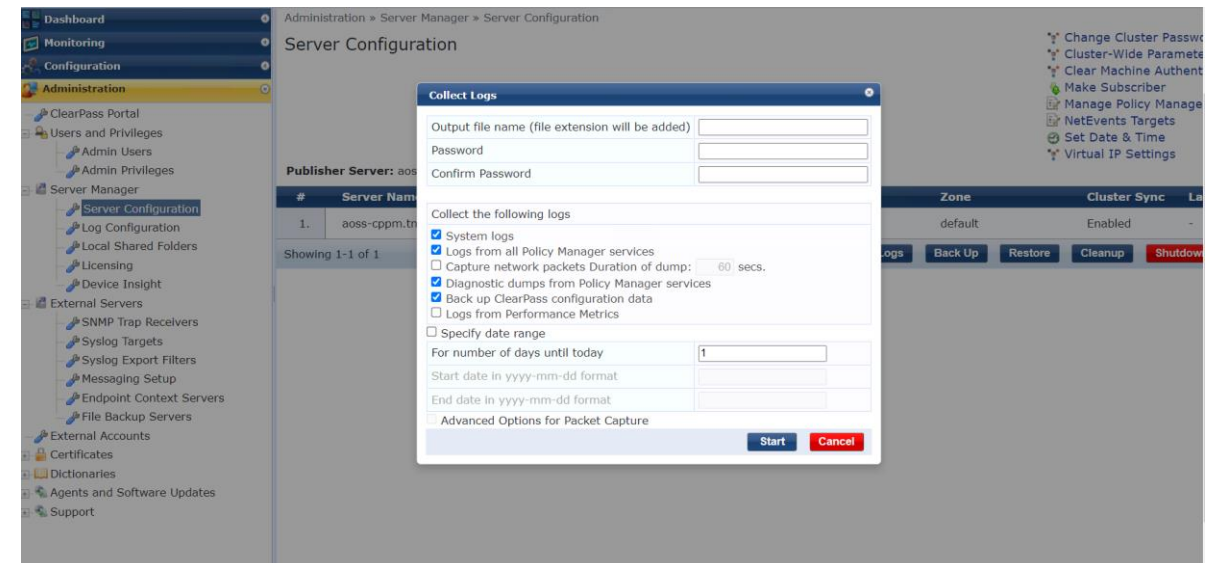 Dashboard
Monitoring
Configuration
Administration
ClearPass Portal
Users and Privileges
Admin Users
Admin Privileges
Server Manager
Server Configuration
Log Configuration
Local Shared Folders
Licensing
Device Insight
External Servers
SNMP Trap Receivers
Syslog Targets
Syslog Export Filters
Messaging Setup
Endpoint Context Servers
File Backup Servers
External Accounts
Certificates
Dictionaries
Agents and Software Updates
Support
Administration » Server Manager » Server Configuration
Server Configuration
Change Cluster Passwo
Cluster-Wide Paramete
Clear Machine Authent
Make Subscriber
Manage Policy Manage
NetEvents Targets
Set Date & Time
Virtual IP Settings
Publisher Server: aos
# Server Nam Zone Cluster Sync La
1. aoss-cppm.tm default Enabled -
Showing 1-1 of 1 Logs Back Up Restore Cleanup Shutdow
Collect Logs
Output file name (file extension will be added)
Password
Confirm Password
Collect the following logs
System logs
Logs from all Policy Manager services
Capture network packets Duration of dump: 60 secs.
Diagnostic dumps from Policy Manager services
Back up ClearPass configuration data
Logs from Performance Metrics
Specify date range
For number of days until today 1
Start date in yyyy-mm-dd format
End date in yyyy-mm-dd format
Advanced Options for Packet Capture
Start Cancel